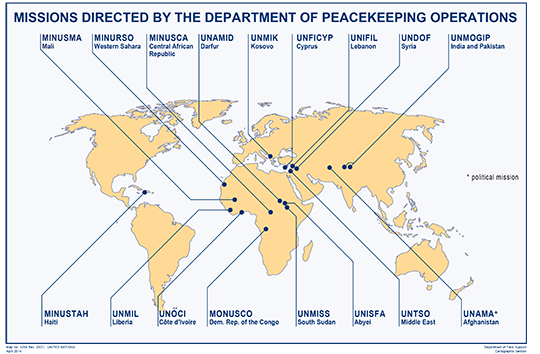 MISSIONS DIRECTED BY THE DEPARTMENT OF PEACEKEEPING OPERATIONS
MINUSMA
Mali
MINURSO
Western Sahara
MINUSCA
Central African
Republic
UNAMID
Darfur
UNMIK
Kosovo
UNFICYP
Cyprus
UNIFIL
Lebanon
UNDOF
Syria
UNMOGIP
India and Pakistan
* political mission
MINUSTAH
Haiti
UNMIL
Liberia
UNOCI
Côte d'Ivoire
MONUSCO
Dem. Rep. of the Congo
UNMISS
South Sudan
UNISFA
Abyei
UNTSO
Middle East
UNAMA*
Afghanistan
UNITED NATIONS
April 2014
Department of Field Support
Cartographic Section